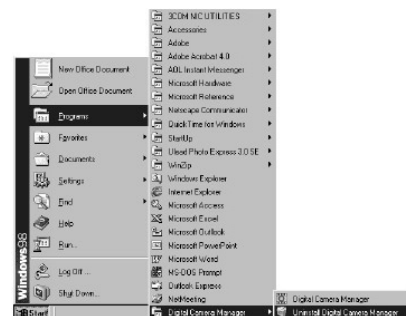 New Office Document
Open Office Document
Programs
Favorites
Documents
Settings
Find
Help
Run...
Log Off ...
Shut Down...
Windows98
Start
3COM NIC UTILITIES
Accessories
Adobe
Adobe Acrobat 4.0
AOL Instant Messenger
Microsoft Hardware
Microsoft Reference
Netscape Communicator
QuickTime for Windows
StartUp
Ulead Photo Express 3.0 SE
WinZip
Windows Explorer
Internet Explorer
Microsoft Access
Microsoft Excel
Microsoft Outlook
Microsoft PowerPoint
Microsoft Word
MS-DOS Prompt
Outlook Express
NetMeeting
Digital Camera Manager
Digital Camera Manager
Uninstall Digital Camera Manager